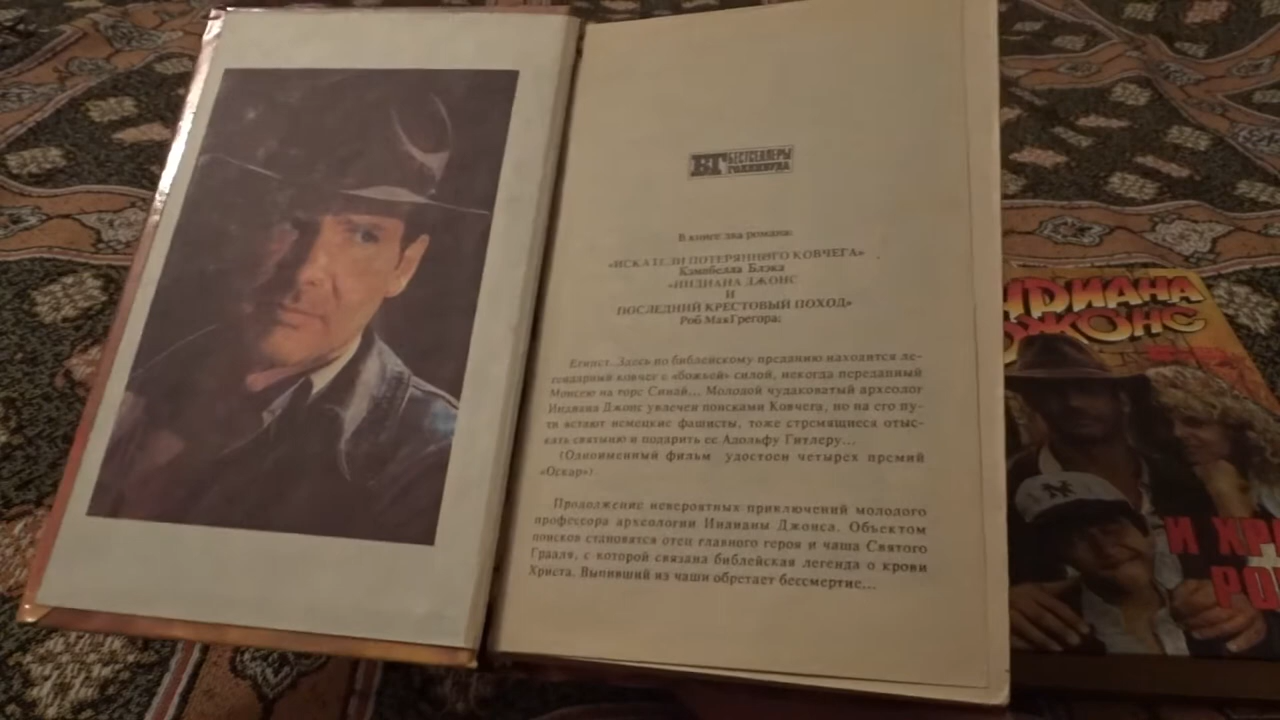 БГ БЕСТСЕЛЛЕРЫ
ГОЛЛИВУДА
В книге два романа:
«ИСКАТЕЛИ ПОТЕРЯННОГО КОВЧЕГА»
Кэмпбелла Блэка
«ИНДИАНА ДЖОНС
И
ПОСЛЕДНИЙ КРЕСТОВЫЙ ПОХОД»
Роб МакГрегора;
Египет. Здесь по библейскому преданию находится ле-
гендарный ковчег с «божьей» силой, некогда переданный
Моисею на горе Синай... Молодой чудаковатый археолог
Индиана Джонс увлечен поисками Ковчега, но на его пу-
ти встают немецкие фашисты, тоже стремящиеся отыс-
кать святыню и подарить ее Адольфу Гитлеру...
(Одноименный фильм удостоен четырех премий
«Оскар»).
Продолжение невероятных приключений молодого
профессора археологии Индианы Джонса. Объектом
поисков становятся отец главного героя и чаша Святого
Грааля, с которой связана библейская легенда о крови
Христа. Выпивший из чаши обретает бессмертие...
ИНДИАНА
ДЖОНС
И ХР
РО